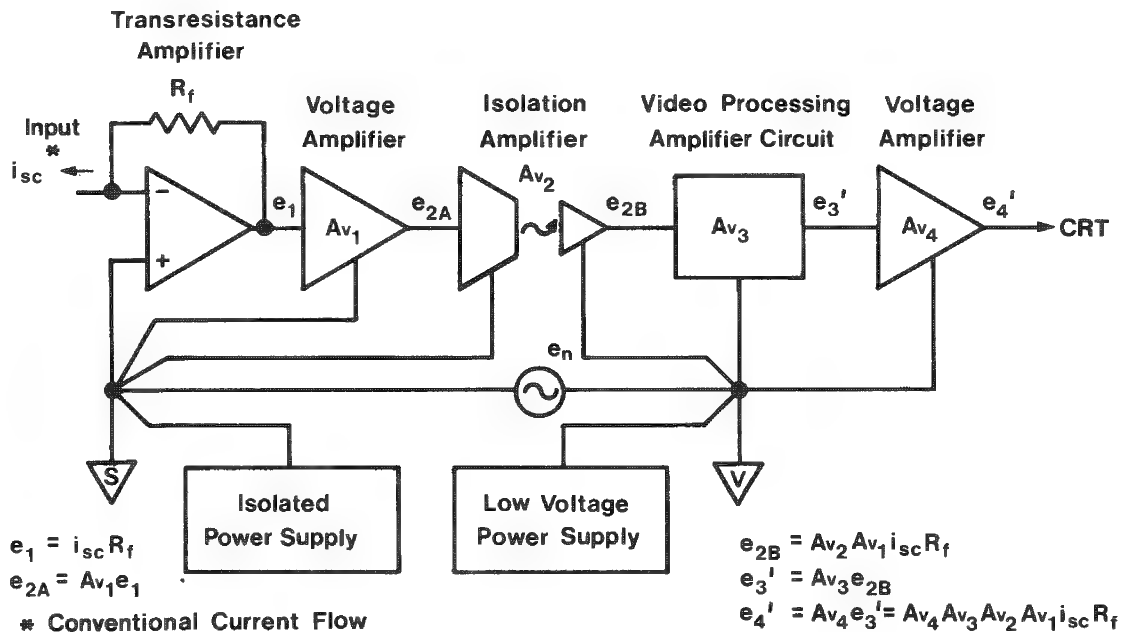 Transresistance
Amplifier
R_f
Input
*
i_sc
-
+
e_1
Voltage
Amplifier
Av_1
e_2A
Isolation
Amplifier
Av_2
e_2B
Video Processing
Amplifier Circuit
Av_3
e_3'
Voltage
Amplifier
Av_4
e_4'
CRT
e_n
S
V
Isolated
Power Supply
Low Voltage
Power Supply
e_1 = i_sc R_f
e_2A = Av_1 e_1
* Conventional Current Flow
e_2B = Av_2 Av_1 i_sc R_f
e_3' = Av_3 e_2B
e_4' = Av_4 e_3' = Av_4 Av_3 Av_2 Av_1 i_sc R_f